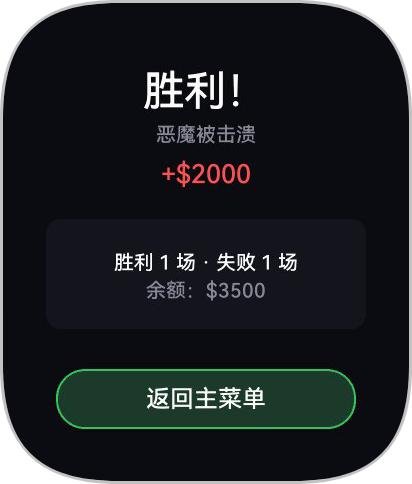 胜利！
恶魔被击溃
+$2000
胜利 1 场 · 失败 1 场
余额：$3500
返回主菜单